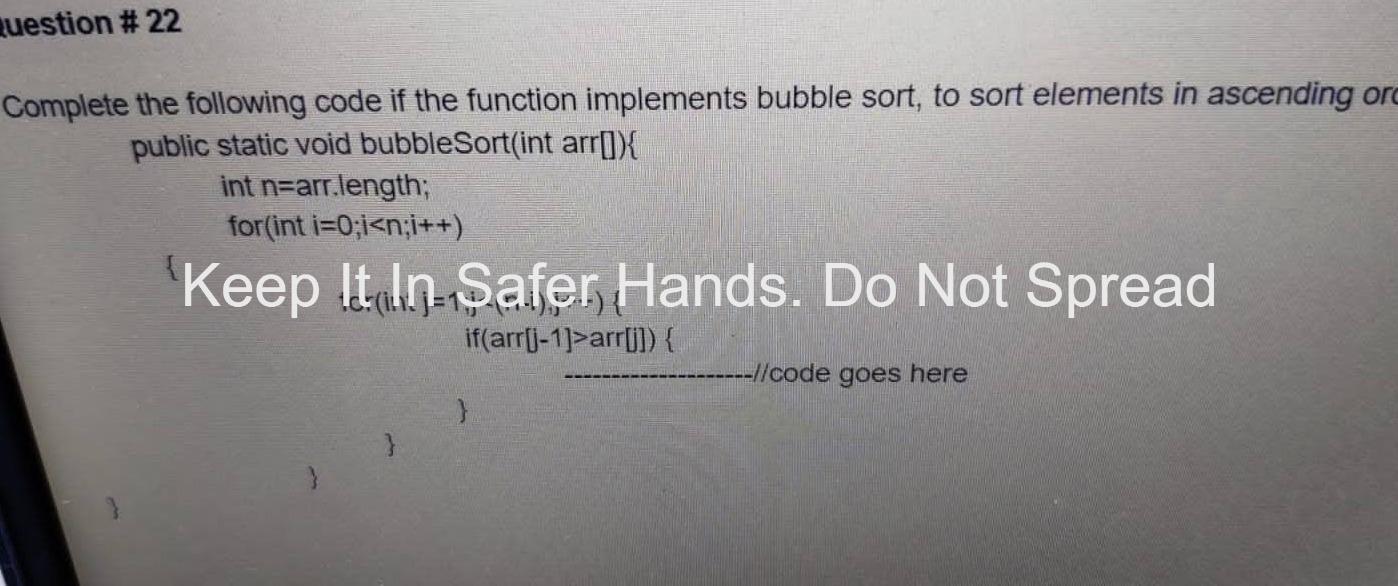 uestion # 22
Complete the following code if the function implements bubble sort, to sort elements in ascending
public static void bubbleSort(int arr[]){
int n=arr.length;
for(int i=0;i<n;i++)
{
Keep It In Safer Hands. Do Not Spread
for(int j=1;j<(n-i);j++) {
if(arr[j-1]>arr[j]) {
--------------------//code goes here
}
}
}
}